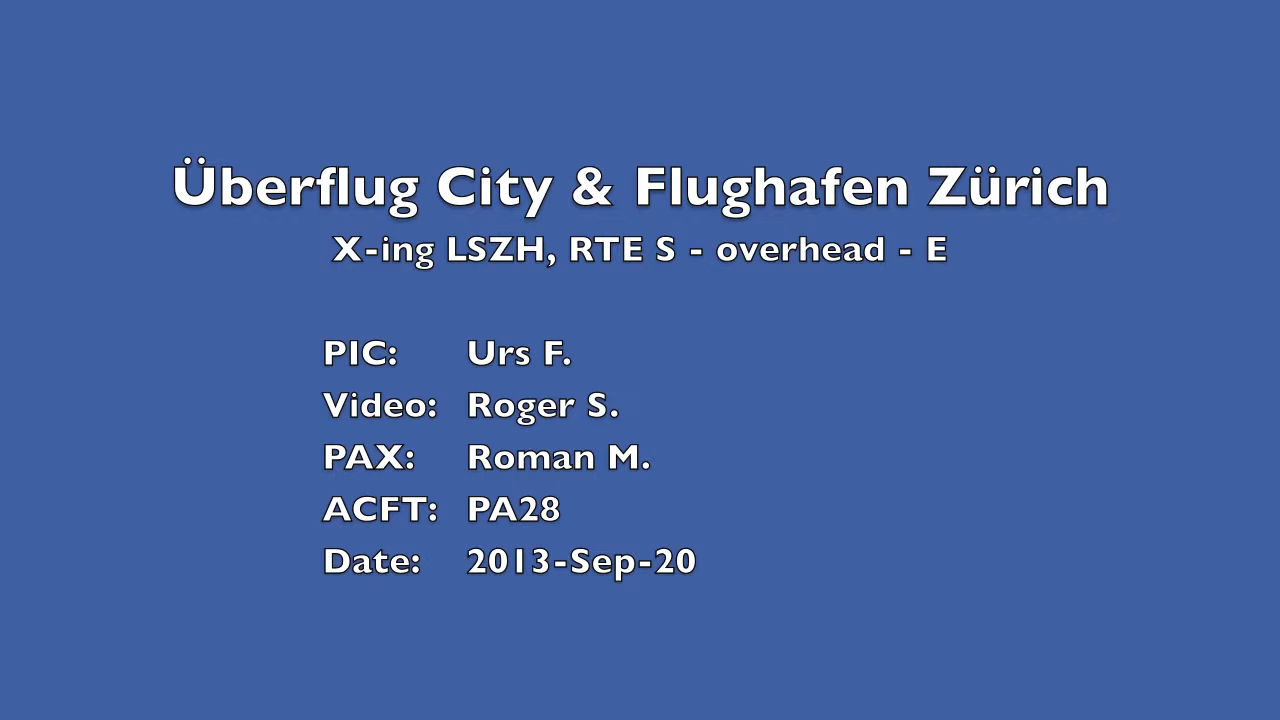 Überflug City & Flughafen Zürich
X-ing LSZH, RTE S - overhead - E
PIC: Urs F.
Video: Roger S.
PAX: Roman M.
ACFT: PA28
Date: 2013-Sep-20